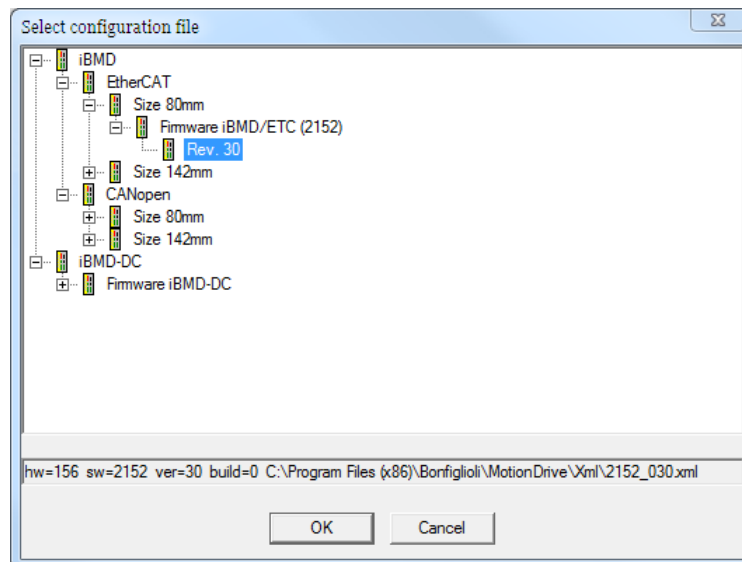 Select configuration file
iBMD
EtherCAT
Size 80mm
Firmware iBMD/ETC (2152)
Rev. 30
Size 142mm
CANopen
Size 80mm
Size 142mm
iBMD-DC
Firmware iBMD-DC
hw=156 sw=2152 ver=30 build=0 C:\Program Files (x86)\Bonfiglioli\MotionDrive\Xml\2152_030.xml
OK Cancel